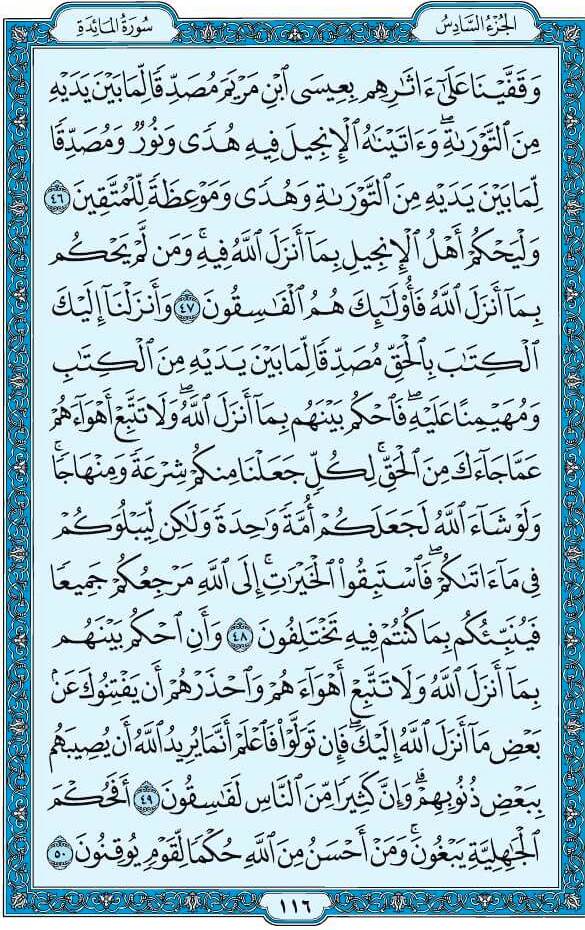 الجُزْءُ السَّادِسُ
سُورَةُ المَائِدَةِ
وَقَفَّيْنَا عَلَىٰٓ ءَاثَٰرِهِم بِعِيسَى ٱبْنِ مَرْيَمَ مُصَدِّقًا لِّمَا بَيْنَ يَدَيْهِ
مِنَ ٱلتَّوْرَىٰةِ ۖ وَءَاتَيْنَٰهُ ٱلْإِنجِيلَ فِيهِ هُدًى وَنُورٌ وَمُصَدِّقًا
لِّمَا بَيْنَ يَدَيْهِ مِنَ ٱلتَّوْرَىٰةِ وَهُدًى وَمَوْعِظَةً لِّلْمُتَّقِينَ ٤٦
وَلْيَحْكُمْ أَهْلُ ٱلْإِنجِيلِ بِمَآ أَنزَلَ ٱللَّهُ فِيهِ ۚ وَمَن لَّمْ يَحْكُم
بِمَآ أَنزَلَ ٱللَّهُ فَأُو۟لَٰٓئِكَ هُمُ ٱلْفَٰسِقُونَ ٤٧ وَأَنزَلْنَآ إِلَيْكَ
ٱلْكِتَٰبَ بِٱلْحَقِّ مُصَدِّقًا لِّمَا بَيْنَ يَدَيْهِ مِنَ ٱلْكِتَٰبِ
وَمُهَيْمِنًا عَلَيْهِ ۖ فَٱحْكُم بَيْنَهُم بِمَآ أَنزَلَ ٱللَّهُ ۖ وَلَا تَتَّبِعْ أَهْوَآءَهُمْ
عَمَّا جَآءَكَ مِنَ ٱلْحَقِّ ۚ لِكُلٍّ جَعَلْنَا مِنكُمْ شِرْعَةً وَمِنْهَاجًا ۚ
وَلَوْ شَآءَ ٱللَّهُ لَجَعَلَكُمْ أُمَّةً وَٰحِدَةً وَلَٰكِن لِّيَبْلُوَكُمْ
فِى مَآ ءَاتَىٰكُمْ ۖ فَٱسْتَبِقُوا۟ ٱلْخَيْرَٰتِ ۚ إِلَى ٱللَّهِ مَرْجِعُكُمْ جَمِيعًا
فَيُنَبِّئُكُم بِمَا كُنتُمْ فِيهِ تَخْتَلِفُونَ ٤٨ وَأَنِ ٱحْكُم بَيْنَهُم
بِمَآ أَنزَلَ ٱللَّهُ وَلَا تَتَّبِعْ أَهْوَآءَهُمْ وَٱحْذَرْهُمْ أَن يَفْتِنُوكَ عَنۢ
بَعْضِ مَآ أَنزَلَ ٱللَّهُ إِلَيْكَ ۖ فَإِن تَوَلَّوْا۟ فَٱعْلَمْ أَنَّمَا يُرِيدُ ٱللَّهُ أَن يُصِيبَهُم
بِبَعْضِ ذُنُوبِهِمْ ۗ وَإِنَّ كَثِيرًا مِّنَ ٱلنَّاسِ لَفَٰسِقُونَ ٤٩ أَفَحُكْمَ
ٱلْجَٰهِلِيَّةِ يَبْغُونَ ۚ وَمَنْ أَحْسَنُ مِنَ ٱللَّهِ حُكْمًا لِّقَوْمٍ يُوقِنُونَ ٥٠
١١٦